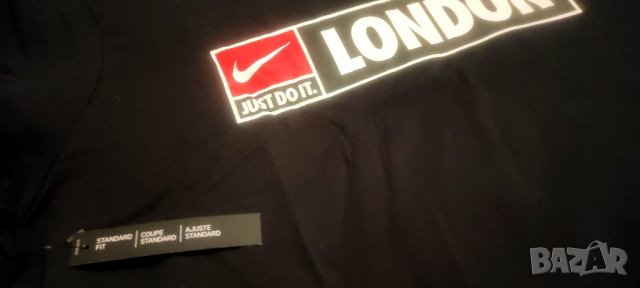 LONDON
JUST DO IT.
STANDARD FIT | COUPE STANDARD | AJUSTE STANDARD
BAZAR